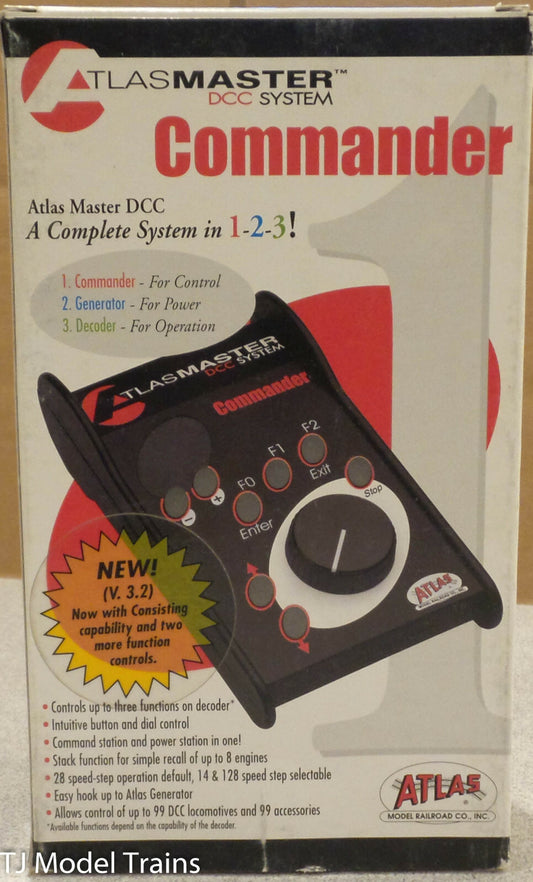 ATLASMASTER™
DCC SYSTEM
Commander
Atlas Master DCC
A Complete System in 1-2-3!
1. Commander - For Control
2. Generator - For Power
3. Decoder - For Operation
ATLASMASTER
DCC SYSTEM
Commander
F2
F1
F0
Exit
Stop
+
-
Enter
ATLAS
NEW!
(V. 3.2)
Now with Consisting
capability and two
more function
controls.
• Controls up to three functions on decoder*
• Intuitive button and dial control
• Command station and power station in one!
• Stack function for simple recall of up to 8 engines
• 28 speed-step operation default, 14 & 128 speed step selectable
• Easy hook up to Atlas Generator
• Allows control of up to 99 DCC locomotives and 99 accessories
*Available functions depend on the capability of the decoder.
ATLAS®
MODEL RAILROAD CO., INC.
1
TJ Model Trains